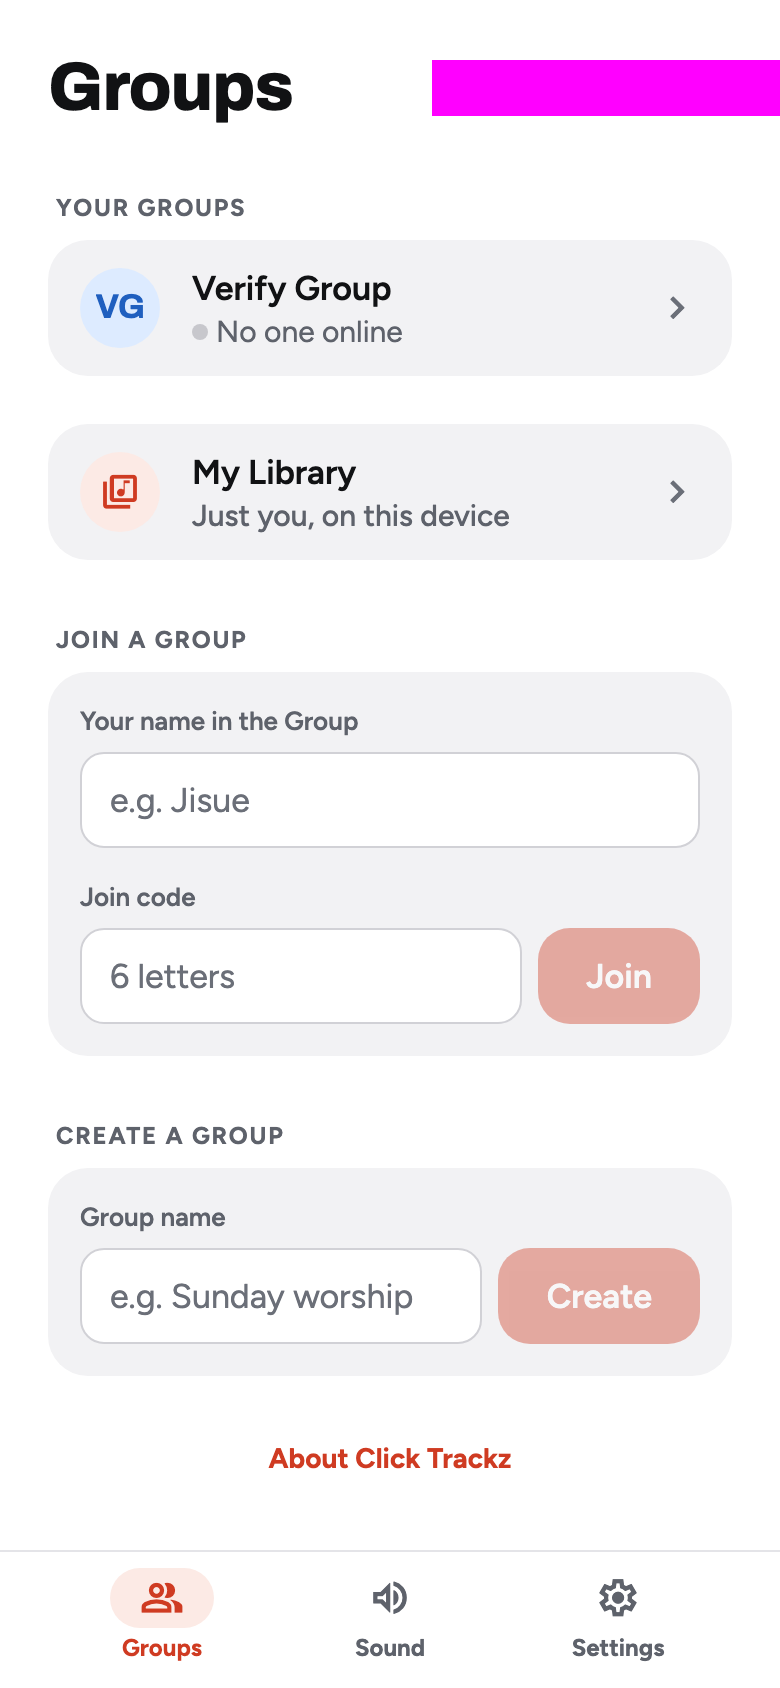 Groups
YOUR GROUPS
VG
Verify Group
No one online
My Library
Just you, on this device
JOIN A GROUP
Your name in the Group
e.g. Jisue
Join code
6 letters
Join
CREATE A GROUP
Group name
e.g. Sunday worship
Create
About Click Trackz
Groups
Sound
Settings